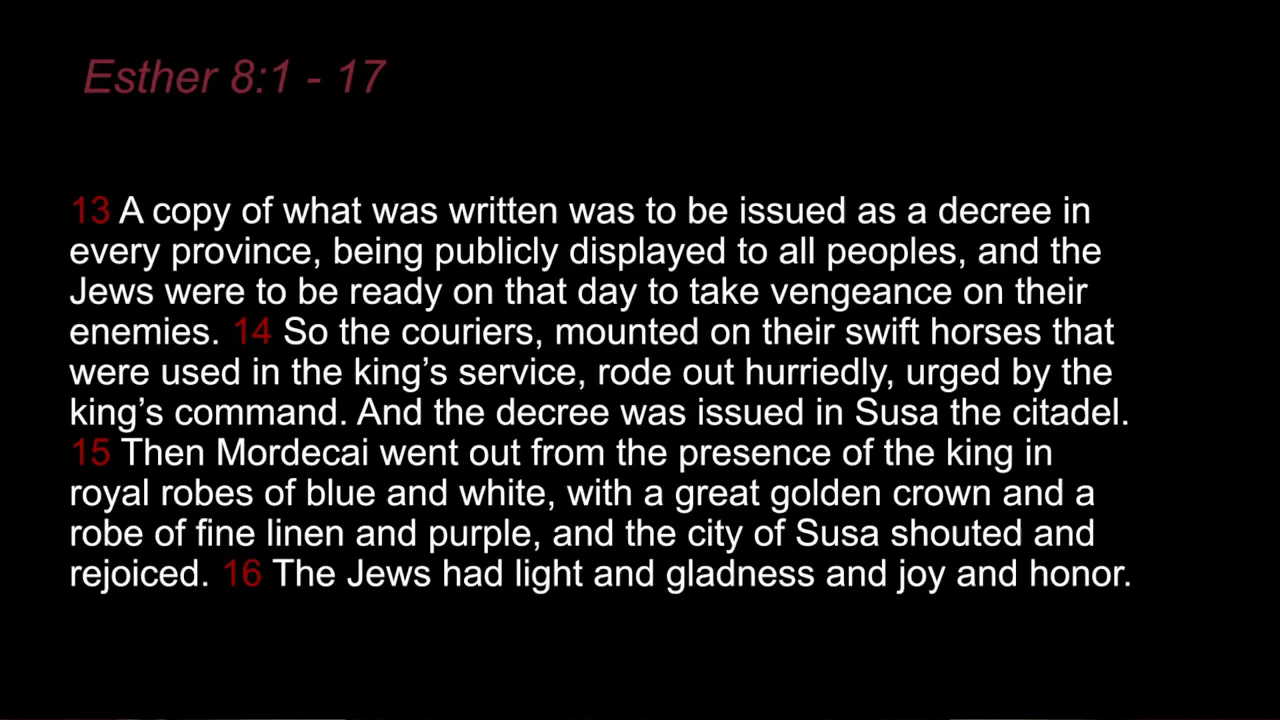 Esther 8:1 - 17
13 A copy of what was written was to be issued as a decree in
every province, being publicly displayed to all peoples, and the
Jews were to be ready on that day to take vengeance on their
enemies. 14 So the couriers, mounted on their swift horses that
were used in the king’s service, rode out hurriedly, urged by the
king’s command. And the decree was issued in Susa the citadel.
15 Then Mordecai went out from the presence of the king in
royal robes of blue and white, with a great golden crown and a
robe of fine linen and purple, and the city of Susa shouted and
rejoiced. 16 The Jews had light and gladness and joy and honor.